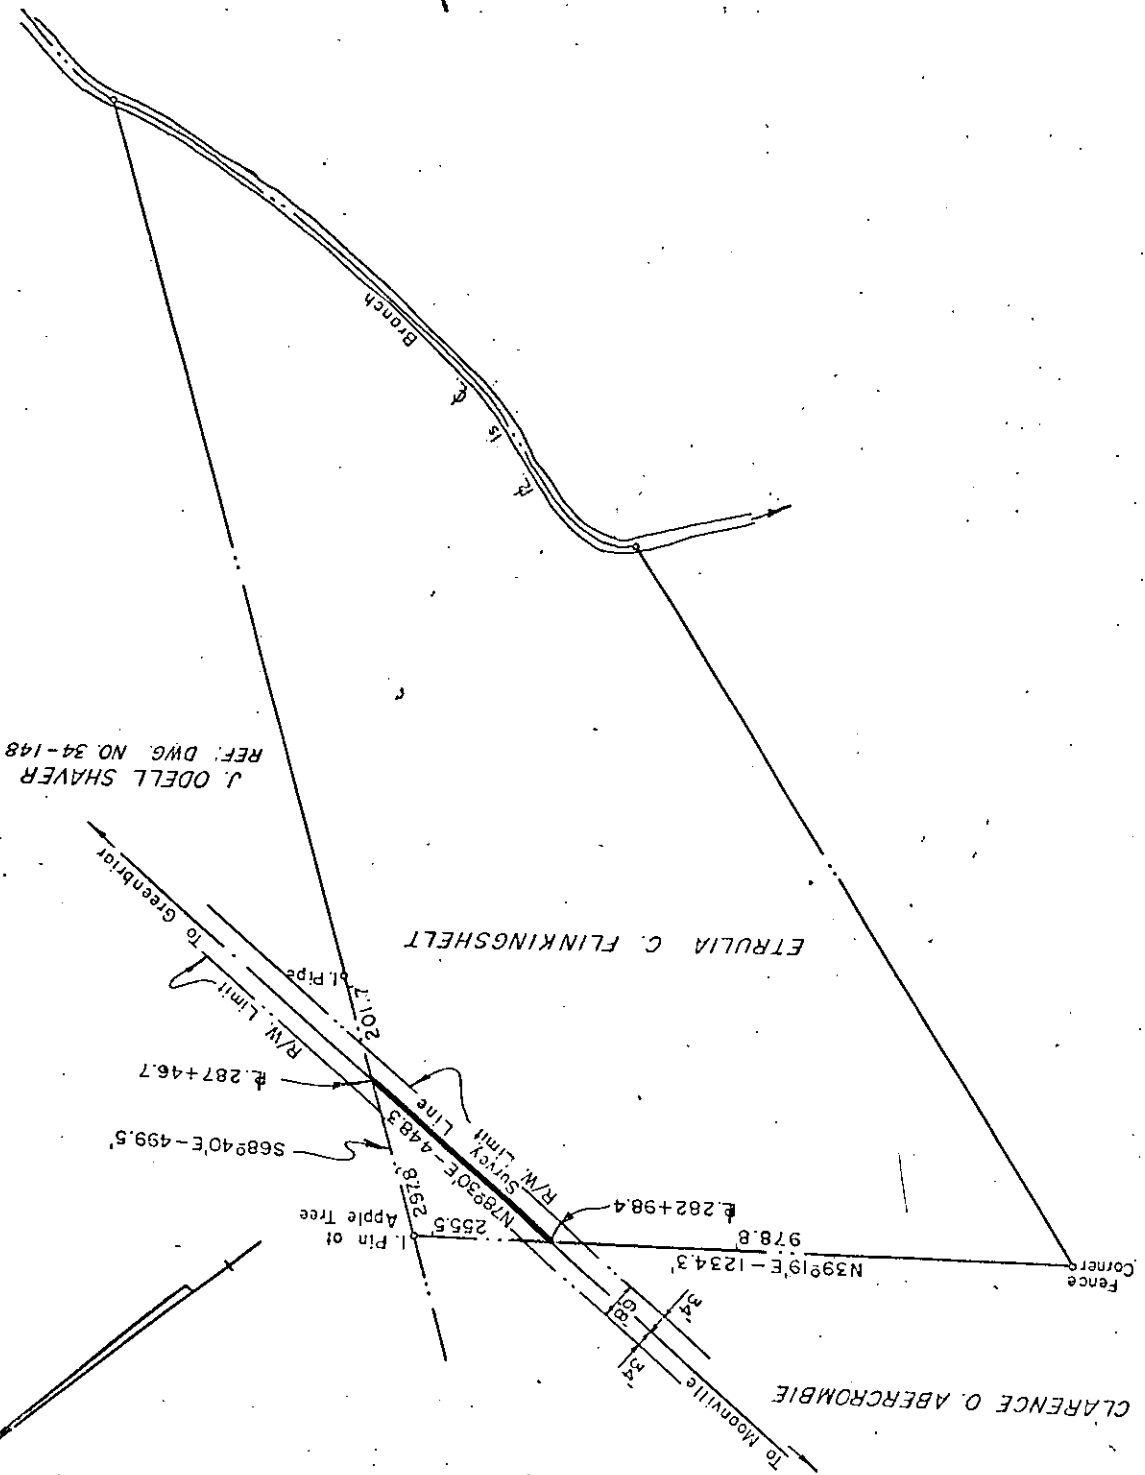 CLARENCE O. ABERCROMBIE
To Moonville
34'
34'
68'
Fence
Corner
N39°19'E-1234.3'
978.8'
255.5'
I. Pin at
Apple Tree
℄ 282+98.4
R/W. Limit
Survey Line
N78°30'E-448.3'
297.8'
S68°40'E-499.5'
℄ 287+46.7
201.7'
R/W. Limit
I. Pipe
To Greenbriar
ETRULIA C. FLINKINGSHELT
J. ODELL SHAVER
REF: DWG. NO. 34-148
℄
is
℄
Branch